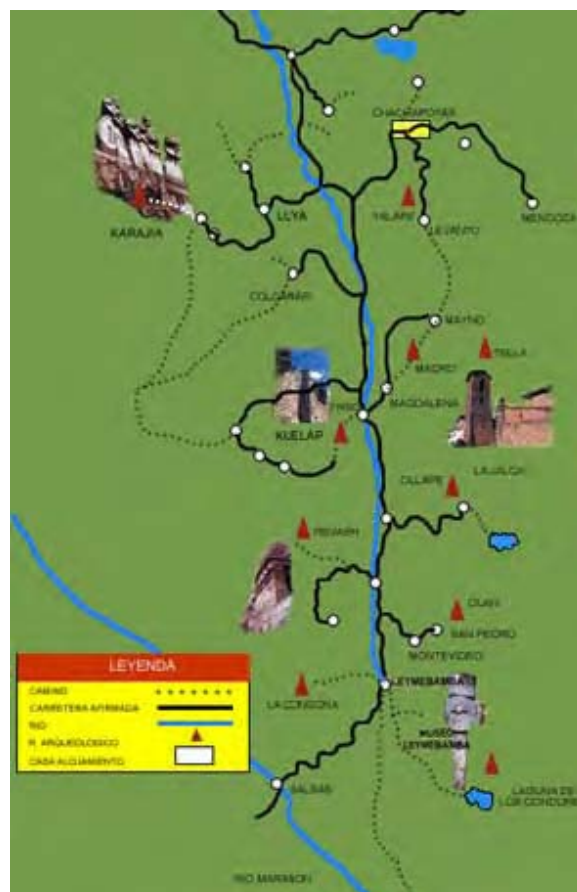 CHACHAPOYAS
LUYA
YALAPE
KARAJIA
LEVANTO
MENDOZA
MAYNO
MACRO
MAGDALENA
TINGO
KUELAP
OLLAPE
LA JALCA
REVASH
OLAN
SAN PEDRO
MONTEVIDEO
LEYENDA
CAMINO
CARRETERA AFIRMADA
RIO
R. ARQUEOLOGICO
CASA ALOJAMIENTO
LEYMEBAMBA
LA CONGONA
MUSEO
LEYMEBAMBA
BALSAS
LAGUNA DE
LOS CONDORES
RIO MARAÑON